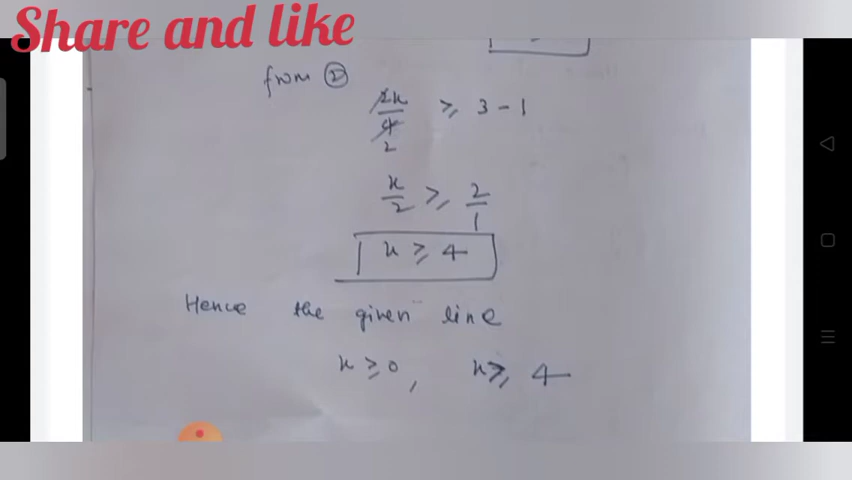 Share and like
from ②
2x/4 ≥ 3 - 1
2
x/2 ≥ 2/1
x ≥ 4
Hence the given line
x ≥ 0, x ≥ 4